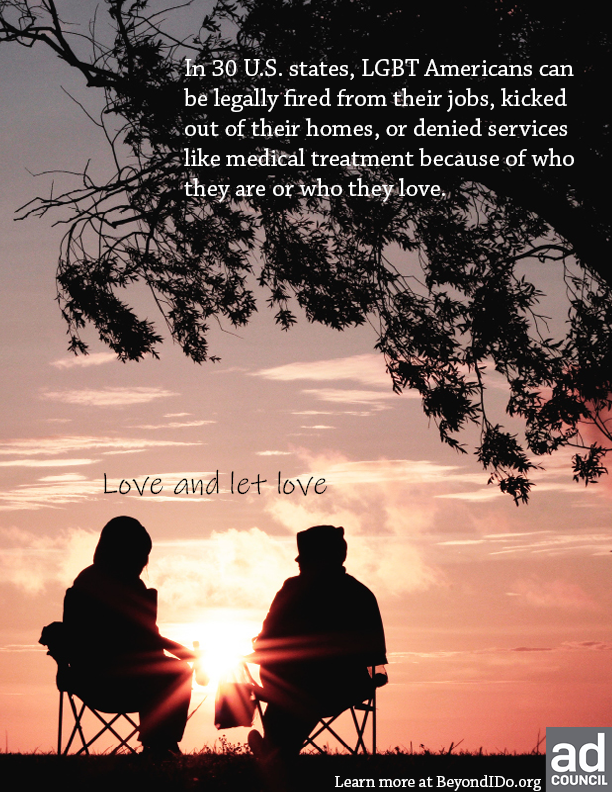 In 30 U.S. states, LGBT Americans can
be legally fired from their jobs, kicked
out of their homes, or denied services
like medical treatment because of who
they are or who they love.
Love and let love
Learn more at BeyondIDo.org
ad
COUNCIL